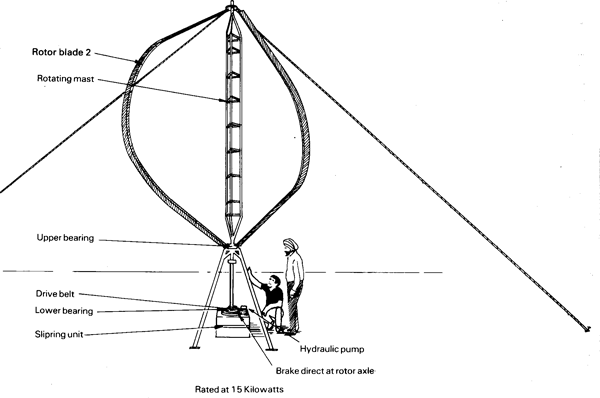 Rotor blade 2
Rotating mast
Upper bearing
Drive belt
Lower bearing
Slipring unit
Hydraulic pump
Brake direct at rotor axle
Rated at 15 Kilowatts